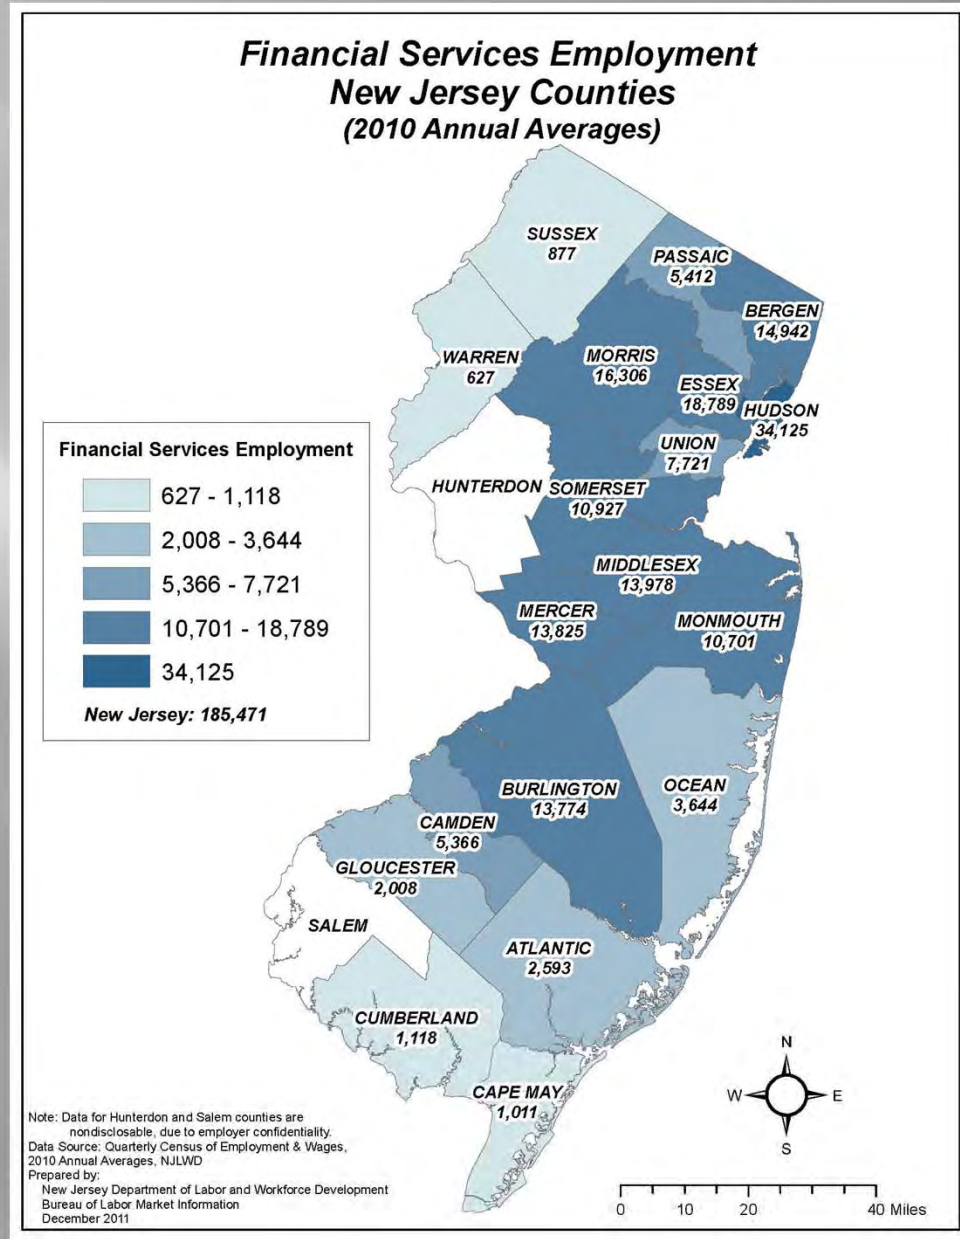 Financial Services Employment
New Jersey Counties
(2010 Annual Averages)
SUSSEX
877
PASSAIC
5,412
BERGEN
14,942
WARREN
627
MORRIS
16,306
ESSEX
18,789
HUDSON
34,125
UNION
7,721
HUNTERDON
SOMERSET
10,927
MIDDLESEX
13,978
MERCER
13,825
MONMOUTH
10,701
Financial Services Employment
627 - 1,118
2,008 - 3,644
5,366 - 7,721
10,701 - 18,789
34,125
New Jersey: 185,471
BURLINGTON
13,774
OCEAN
3,644
CAMDEN
5,366
GLOUCESTER
2,008
SALEM
ATLANTIC
2,593
CUMBERLAND
1,118
CAPE MAY
1,011
N
W
E
S
Note: Data for Hunterdon and Salem counties are
nondisclosable, due to employer confidentiality.
Data Source: Quarterly Census of Employment & Wages,
2010 Annual Averages, NJLWD
Prepared by:
New Jersey Department of Labor and Workforce Development
Bureau of Labor Market Information
December 2011
0 10 20 40 Miles